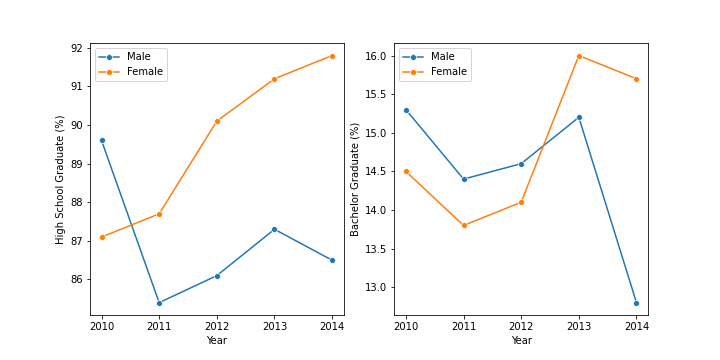 Male
Female
High School Graduate (%)
92
91
90
89
88
87
86
2010 2011 2012 2013 2014
Year
Male
Female
Bachelor Graduate (%)
16.0
15.5
15.0
14.5
14.0
13.5
13.0
2010 2011 2012 2013 2014
Year